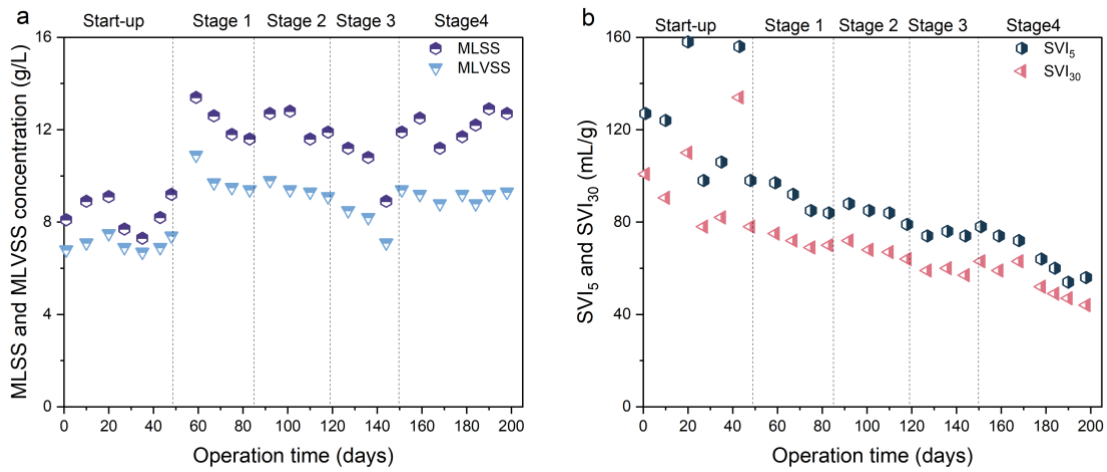 a
Start-up Stage 1 Stage 2 Stage 3 Stage4
MLSS and MLVSS concentration (g/L)
16
12
8
4
0
MLSS
MLVSS
0 20 40 60 80 100 120 140 160 180 200
Operation time (days)
b
Start-up Stage 1 Stage 2 Stage 3 Stage4
SVI₅ and SVI₃₀ (mL/g)
160
120
80
40
0
SVI₅
SVI₃₀
0 20 40 60 80 100 120 140 160 180 200
Operation time (days)